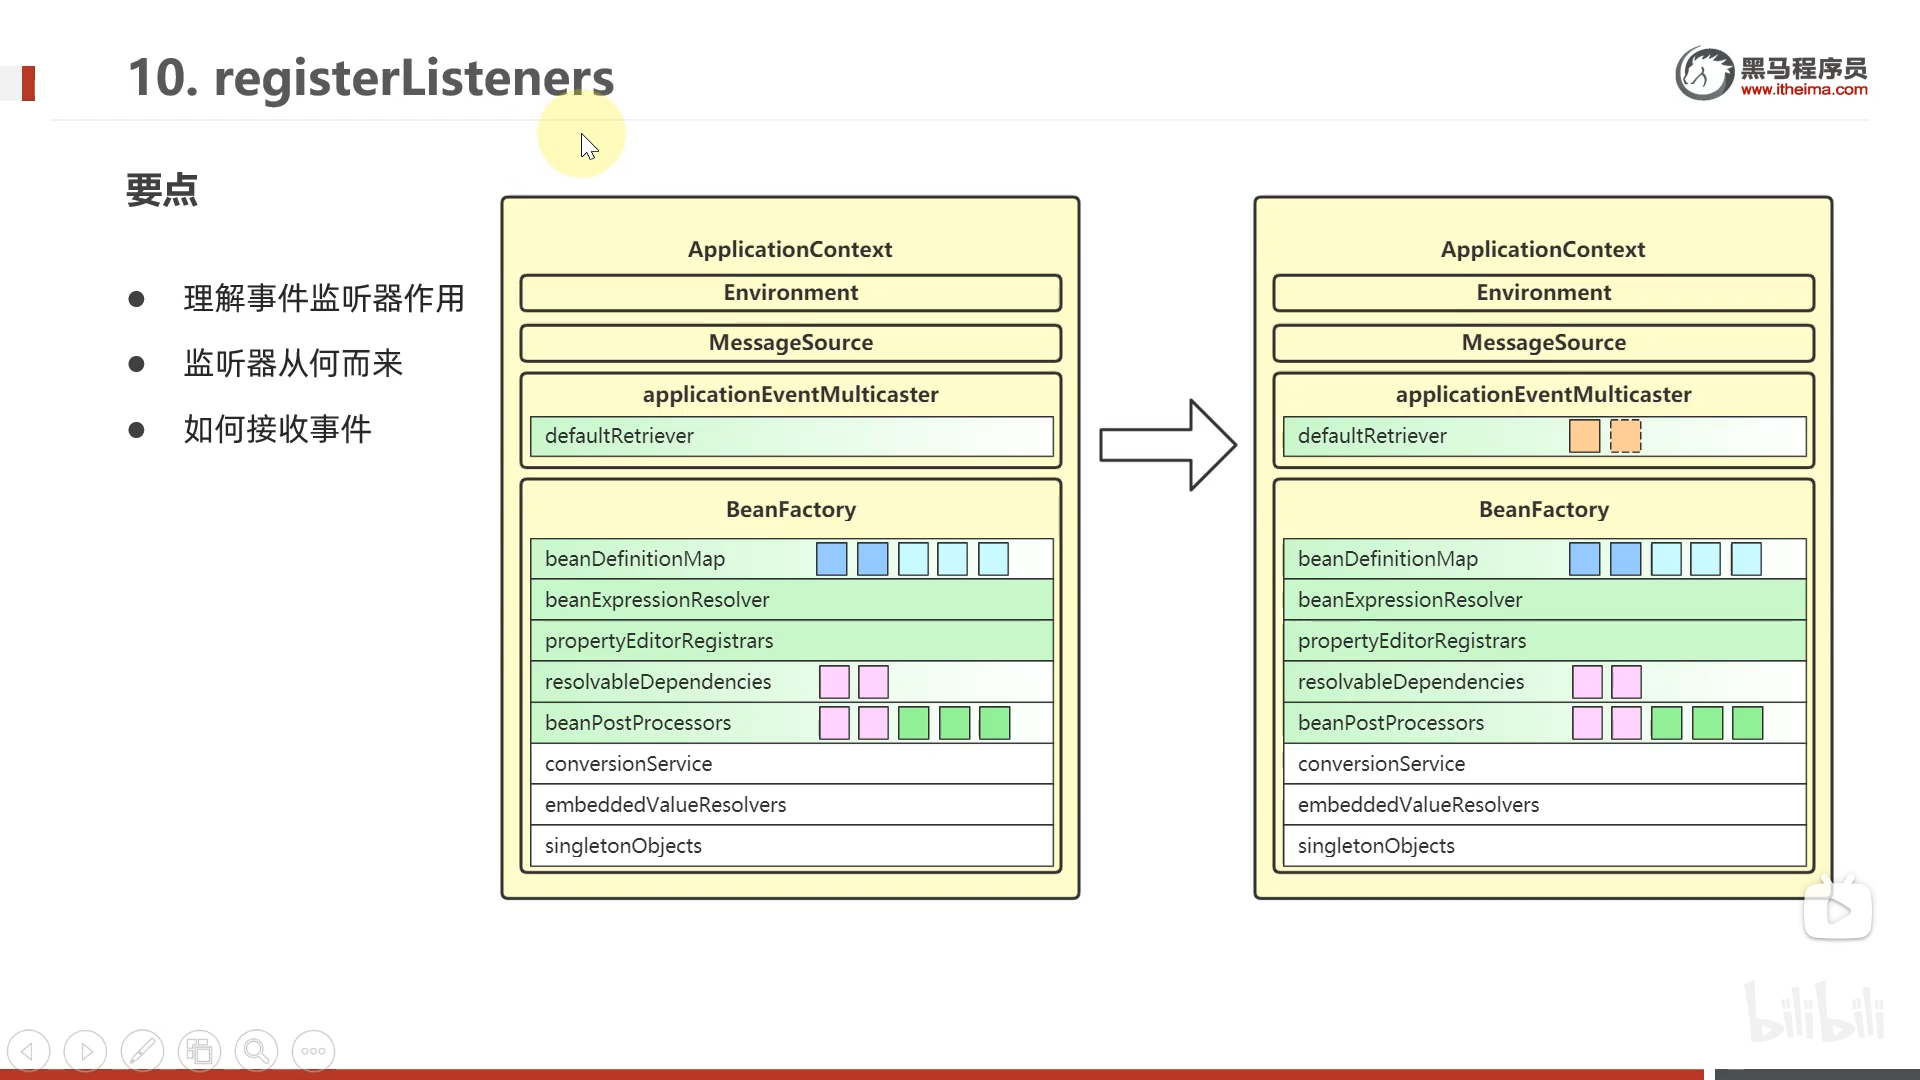 10. registerListeners
黑马程序员
www.itheima.com
要点
● 理解事件监听器作用
● 监听器从何而来
● 如何接收事件
ApplicationContext
Environment
MessageSource
applicationEventMulticaster
defaultRetriever
BeanFactory
beanDefinitionMap
beanExpressionResolver
propertyEditorRegistrars
resolvableDependencies
beanPostProcessors
conversionService
embeddedValueResolvers
singletonObjects
ApplicationContext
Environment
MessageSource
applicationEventMulticaster
defaultRetriever
BeanFactory
beanDefinitionMap
beanExpressionResolver
propertyEditorRegistrars
resolvableDependencies
beanPostProcessors
conversionService
embeddedValueResolvers
singletonObjects
bilibili